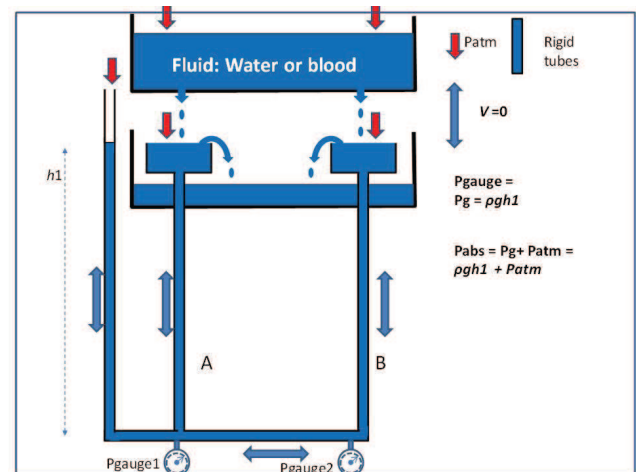 Fluid: Water or blood
Patm
Rigid
tubes
V=0
h1
Pgauge =
Pg = ρgh1
Pabs = Pg+ Patm =
ρgh1 + Patm
A
B
Pgauge1
Pgauge2